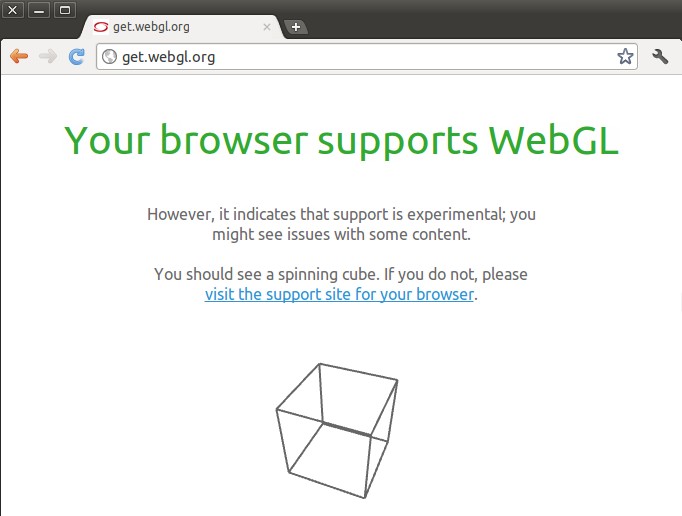 get.webgl.org
get.webgl.org
Your browser supports WebGL
However, it indicates that support is experimental; you
might see issues with some content.
You should see a spinning cube. If you do not, please
visit the support site for your browser.